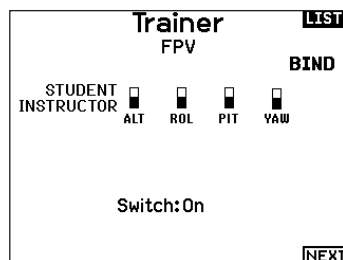 Trainer
LIST
FPV
BIND
STUDENT
INSTRUCTOR
ALT ROL PIT YAW
Switch:On
NEXT